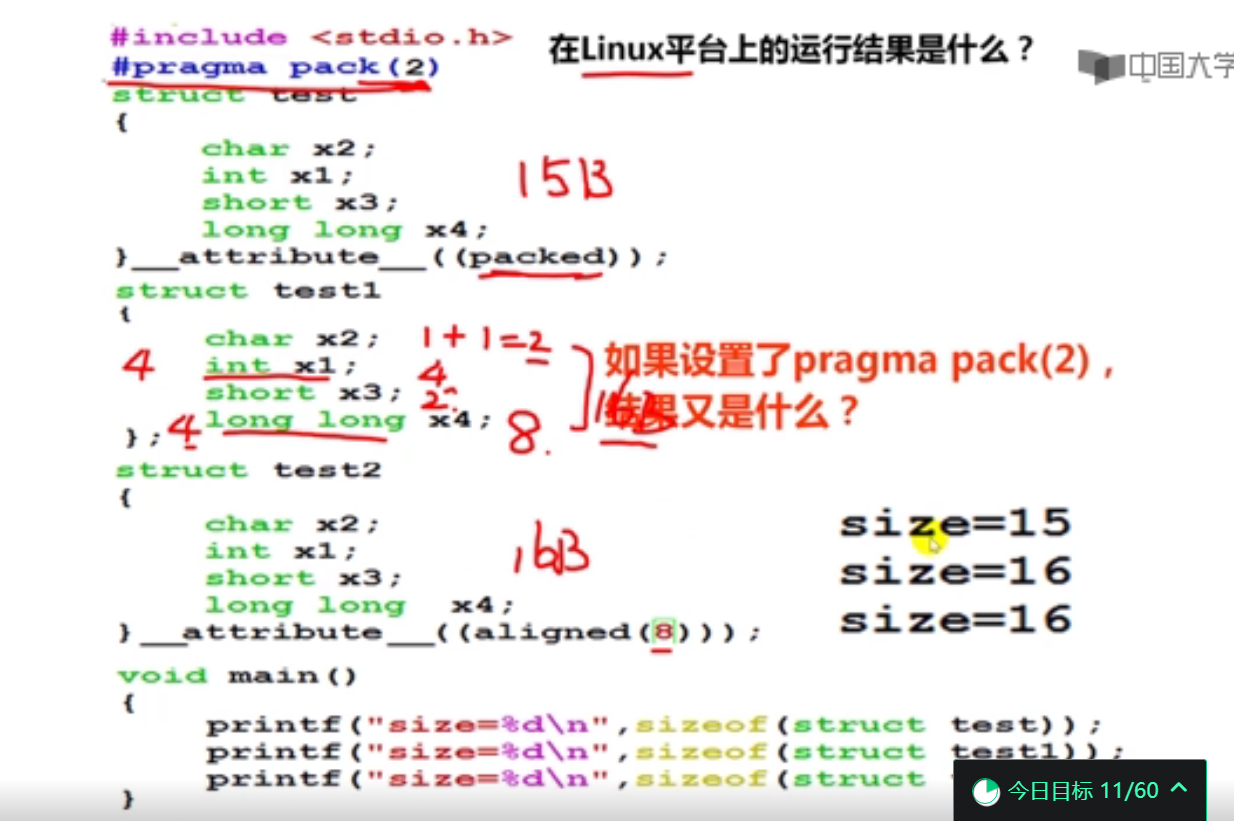 #include <stdio.h>
在Linux平台上的运行结果是什么？
中国大学
#pragma pack(2)
struct test
{
char x2;
int x1;
short x3;
long long x4;
}__attribute__((packed));
15B
struct test1
{
char x2; 1+1=2
4 int x1; 4
short x3; 2
4 long long x4; 8.
};
16B
如果设置了pragma pack(2)，
结果又是什么？
struct test2
{
char x2;
int x1;
short x3;
long long x4;
}__attribute__((aligned(8)));
16B
size=15
size=16
size=16
void main()
{
printf("size=%d\n",sizeof(struct test));
printf("size=%d\n",sizeof(struct test1));
printf("size=%d\n",sizeof(struct
}
今日目标 11/60